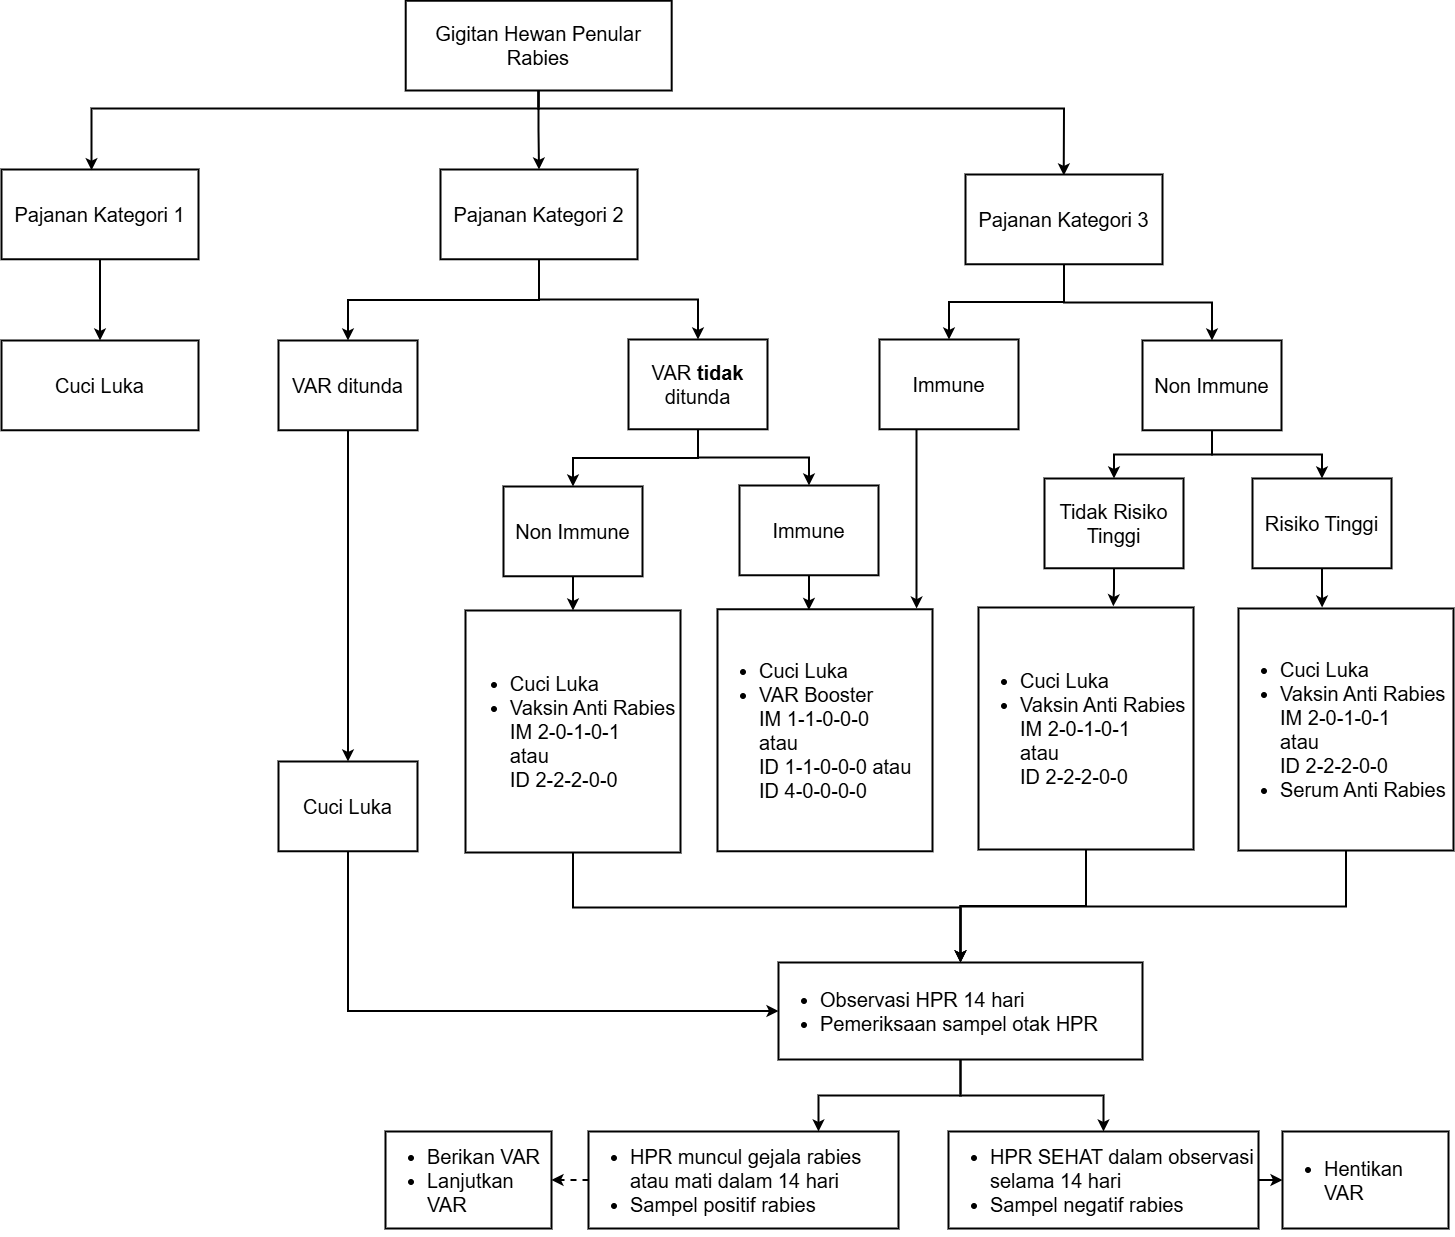 Gigitan Hewan Penular
Rabies
Pajanan Kategori 1
Pajanan Kategori 2
Pajanan Kategori 3
Cuci Luka
VAR ditunda
VAR tidak
ditunda
Immune
Non Immune
Non Immune
Immune
Tidak Risiko
Tinggi
Risiko Tinggi
Cuci Luka
• Cuci Luka
• Vaksin Anti Rabies
IM 2-0-1-0-1
atau
ID 2-2-2-0-0
• Cuci Luka
• VAR Booster
IM 1-1-0-0-0
atau
ID 1-1-0-0-0 atau
ID 4-0-0-0-0
• Cuci Luka
• Vaksin Anti Rabies
IM 2-0-1-0-1
atau
ID 2-2-2-0-0
• Cuci Luka
• Vaksin Anti Rabies
IM 2-0-1-0-1
atau
ID 2-2-2-0-0
• Serum Anti Rabies
• Observasi HPR 14 hari
• Pemeriksaan sampel otak HPR
• Berikan VAR
• Lanjutkan
VAR
• HPR muncul gejala rabies
atau mati dalam 14 hari
• Sampel positif rabies
• HPR SEHAT dalam observasi
selama 14 hari
• Sampel negatif rabies
• Hentikan
VAR